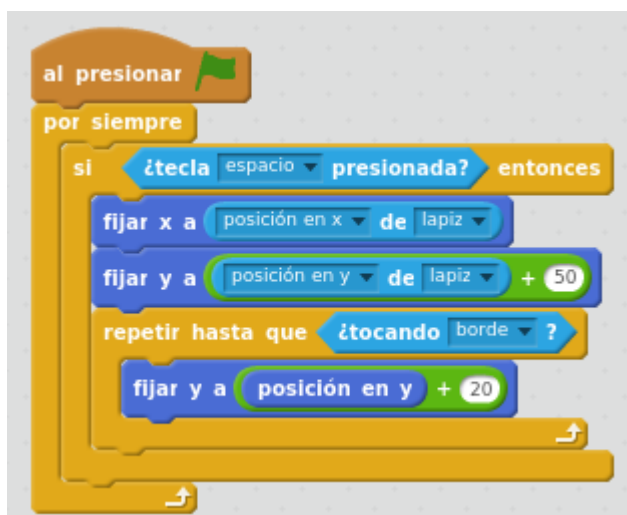 al presionar
por siempre
si ¿tecla espacio presionada? entonces
fijar x a posición en x de lapiz
fijar y a posición en y de lapiz + 50
repetir hasta que ¿tocando borde ?
fijar y a posición en y + 20